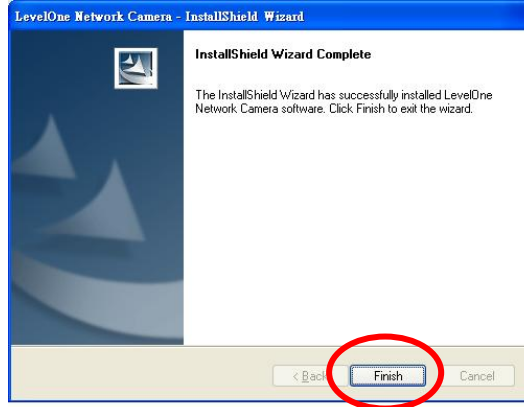 LevelOne Network Camera - InstallShield Wizard
InstallShield Wizard Complete
The InstallShield Wizard has successfully installed LevelOne
Network Camera software. Click Finish to exit the wizard.
< Back
Finish
Cancel